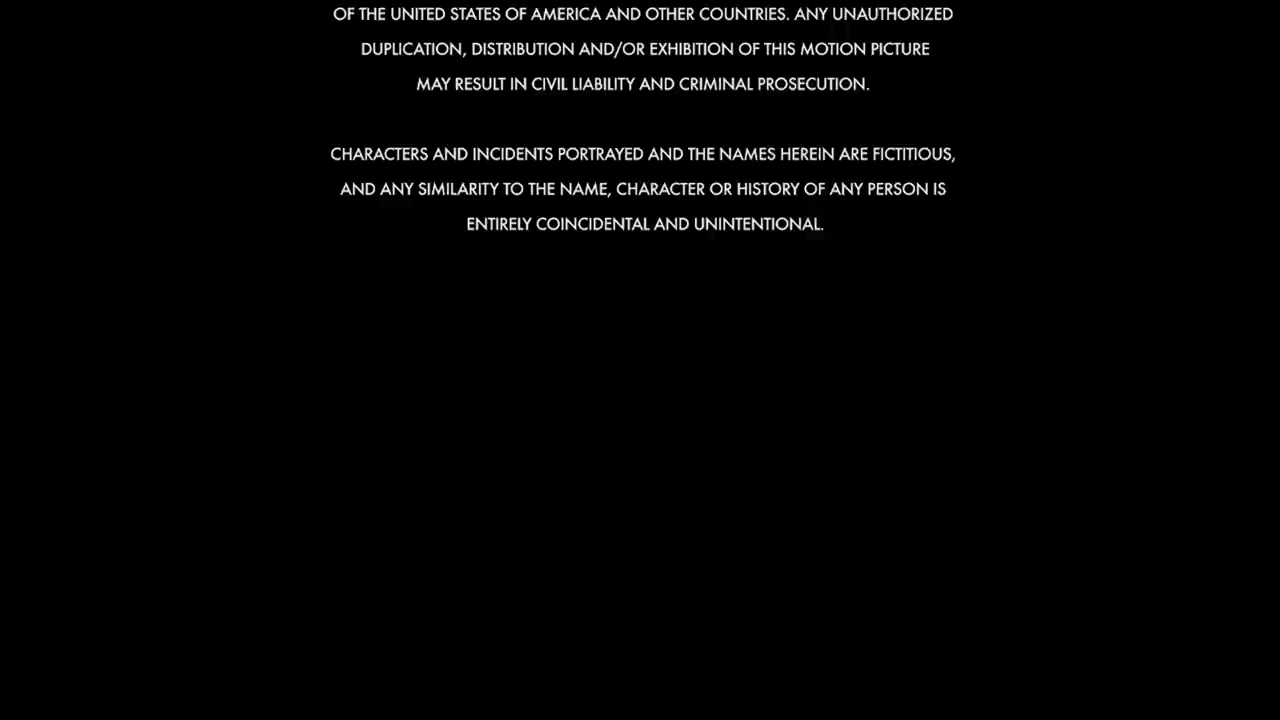 OF THE UNITED STATES OF AMERICA AND OTHER COUNTRIES. ANY UNAUTHORIZED
DUPLICATION, DISTRIBUTION AND/OR EXHIBITION OF THIS MOTION PICTURE
MAY RESULT IN CIVIL LIABILITY AND CRIMINAL PROSECUTION.
CHARACTERS AND INCIDENTS PORTRAYED AND THE NAMES HEREIN ARE FICTITIOUS,
AND ANY SIMILARITY TO THE NAME, CHARACTER OR HISTORY OF ANY PERSON IS
ENTIRELY COINCIDENTAL AND UNINTENTIONAL.